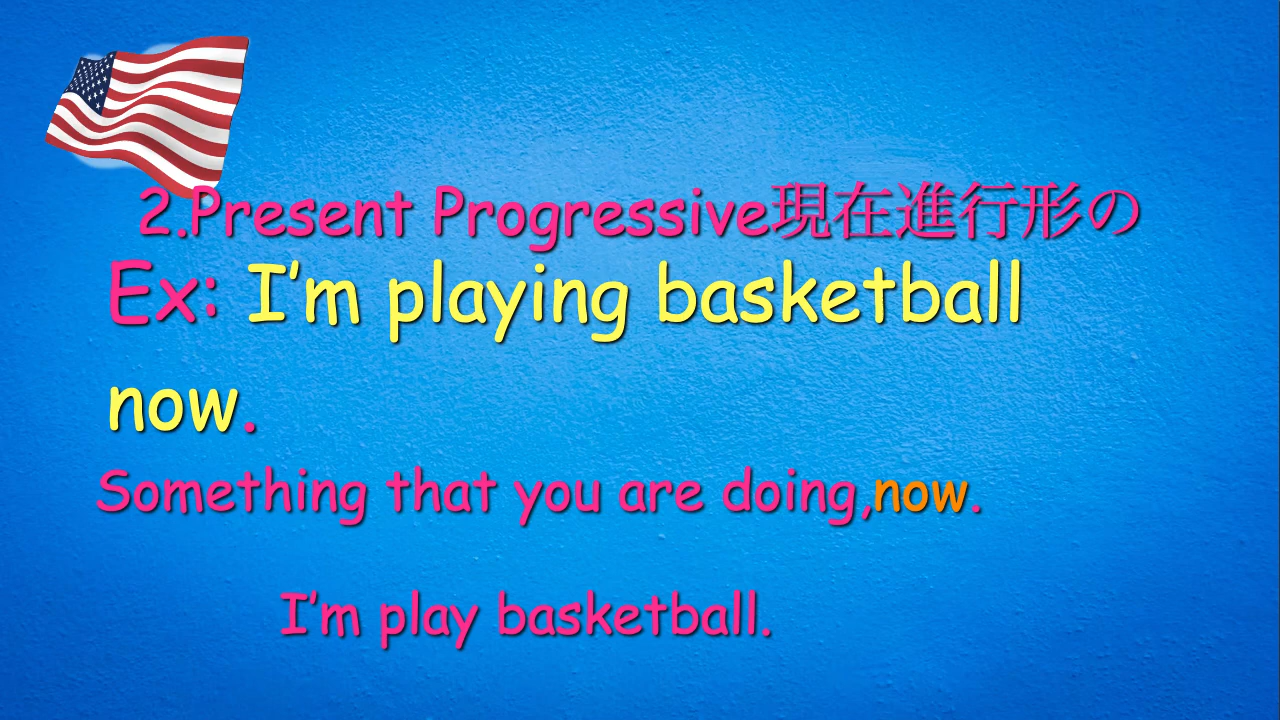 2.Present Progressive現在進行形の
Ex: I’m playing basketball
now.
Something that you are doing,now.
I’m play basketball.